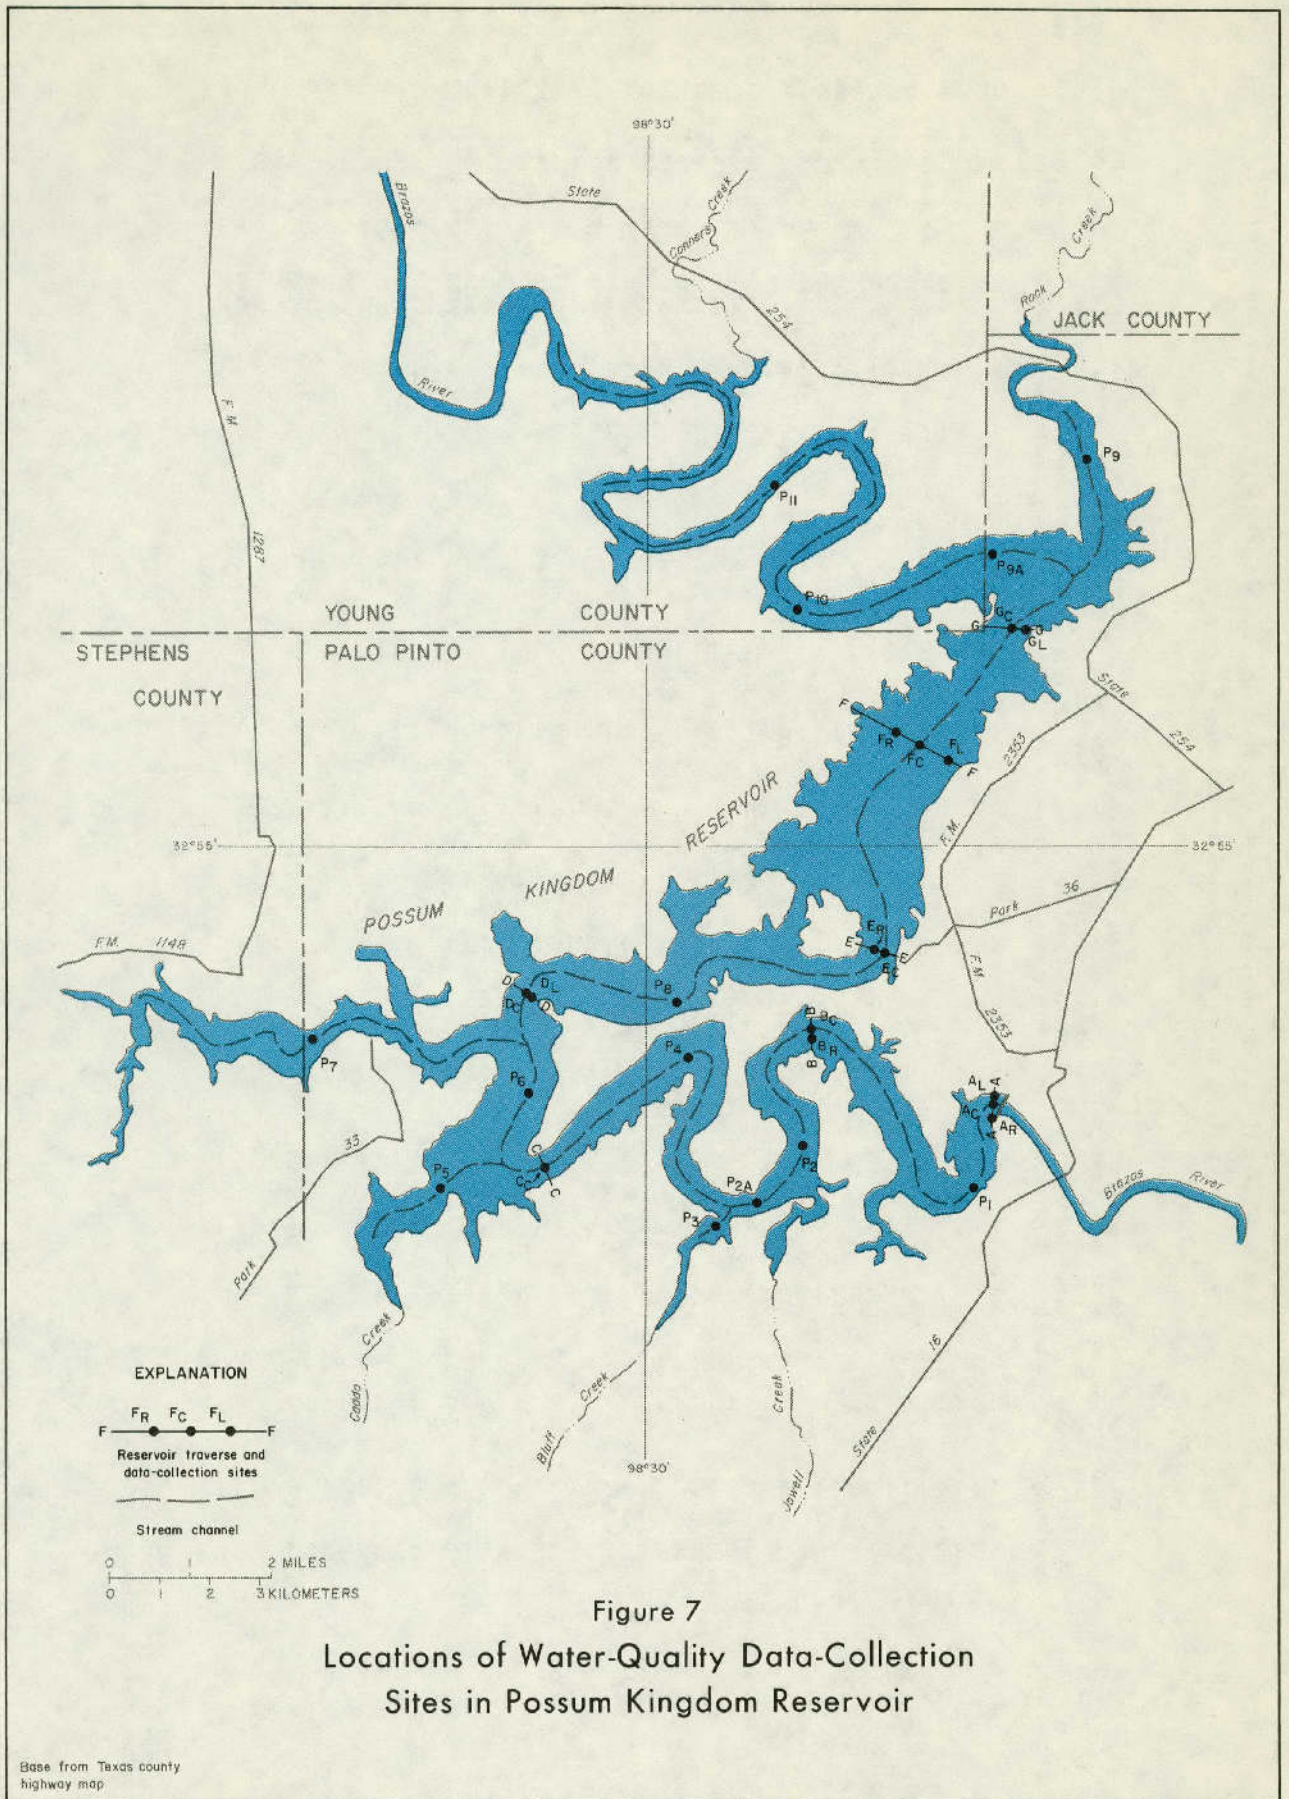 98°30'
Brazos
State
Creek
Conners
Creek
Rock
254
JACK COUNTY
River
F. M.
P9
P11
1287
P9A
P10
YOUNG COUNTY
GC
G
G
GL
STEPHENS
COUNTY
PALO PINTO COUNTY
State
F
FR
FC
FL
F
2353
254
RESERVOIR
F.M.
32°55'
32°55'
KINGDOM
36
Park
POSSUM
F.M. 1148
ER
E
E
EC
F.M
D
DL
DC
D
P8
2353
B
BC
BR
B
P4
P7
P6
AL
A
AC
AR
A
33
C
P2
P5
CC
C
P2A
P1
Brazos River
P3
Park
Creek
Caddo
16
Creek
Bluff
Creek
Jowell
State
98°30'
EXPLANATION
FR FC FL
F F
Reservoir traverse and
data-collection sites
Stream channel
0 1 2 MILES
0 1 2 3 KILOMETERS
Figure 7
Locations of Water-Quality Data-Collection
Sites in Possum Kingdom Reservoir
Base from Texas county
highway map